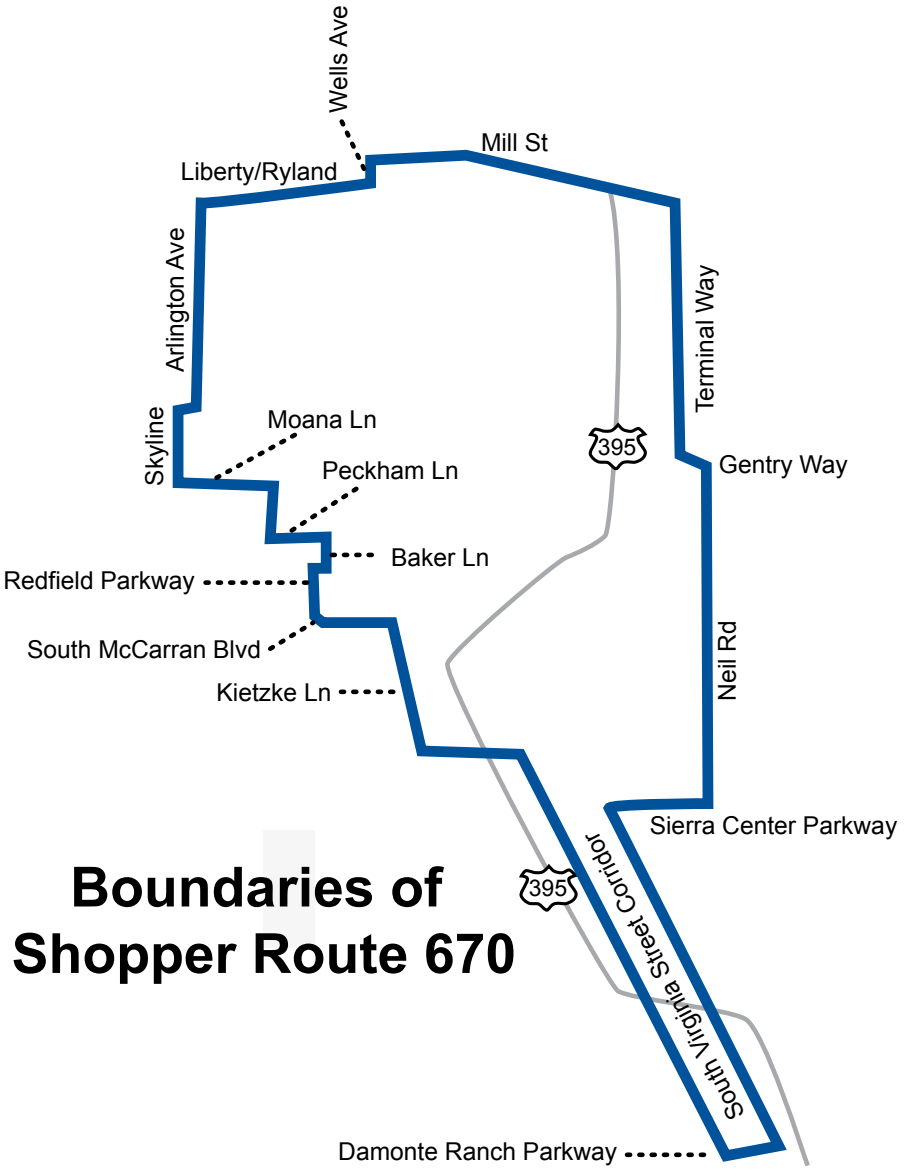 Wells Ave
Mill St
Liberty/Ryland
Arlington Ave
Terminal Way
Skyline
Moana Ln
395
Gentry Way
Peckham Ln
Baker Ln
Redfield Parkway
South McCarran Blvd
Neil Rd
Kietzke Ln
Sierra Center Parkway
Boundaries of
Shopper Route 670
395
South Virginia Street Corridor
Damonte Ranch Parkway